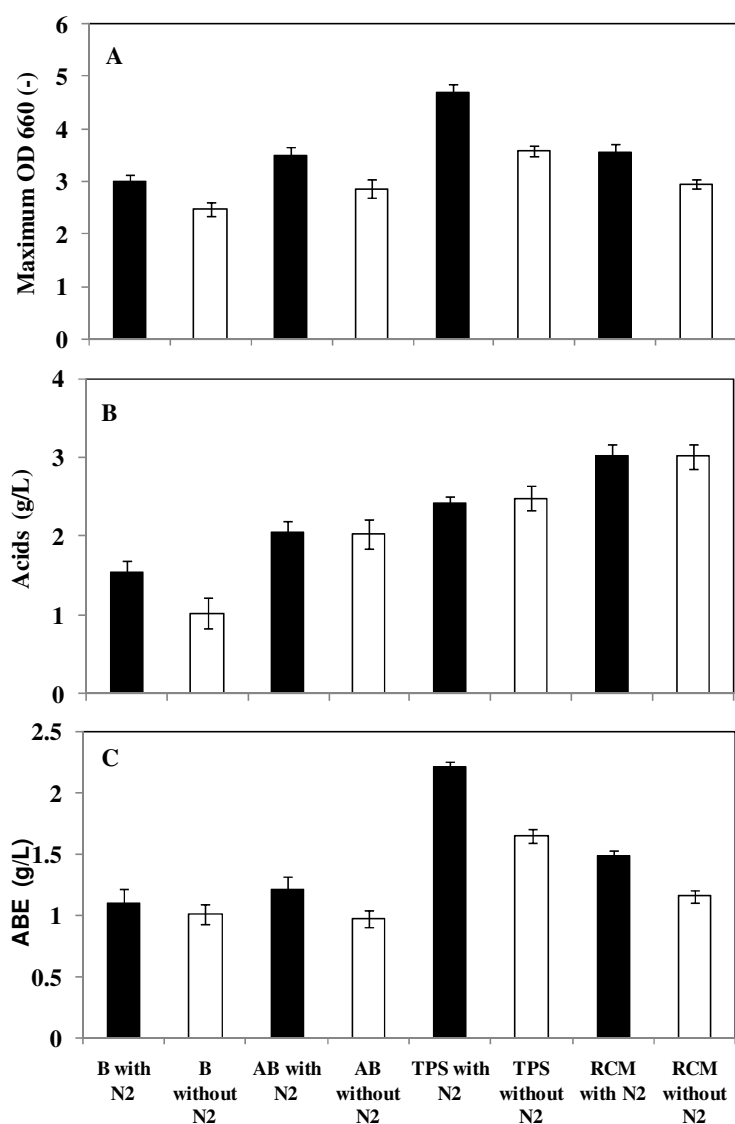 A
Maximum OD 660 (-)
6
5
4
3
2
1
0
B
Acids (g/L)
4
3
2
1
0
C
ABE (g/L)
2.5
2
1.5
1
0.5
0
B with
N2
B
without
N2
AB with
N2
AB
without
N2
TPS with
N2
TPS
without
N2
RCM
with N2
RCM
without
N2